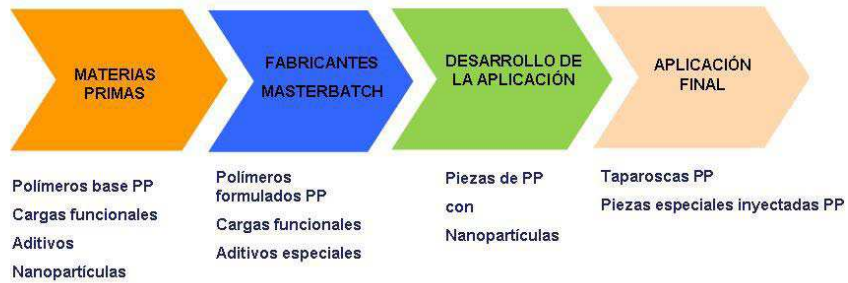 MATERIAS
PRIMAS
FABRICANTES
MASTERBATCH
DESARROLLO DE
LA APLICACIÓN
APLICACIÓN
FINAL
Polímeros base PP
Cargas funcionales
Aditivos
Nanopartículas
Polímeros
formulados PP
Cargas funcionales
Aditivos especiales
Piezas de PP
con
Nanopartículas
Taparoscas PP
Piezas especiales inyectadas PP